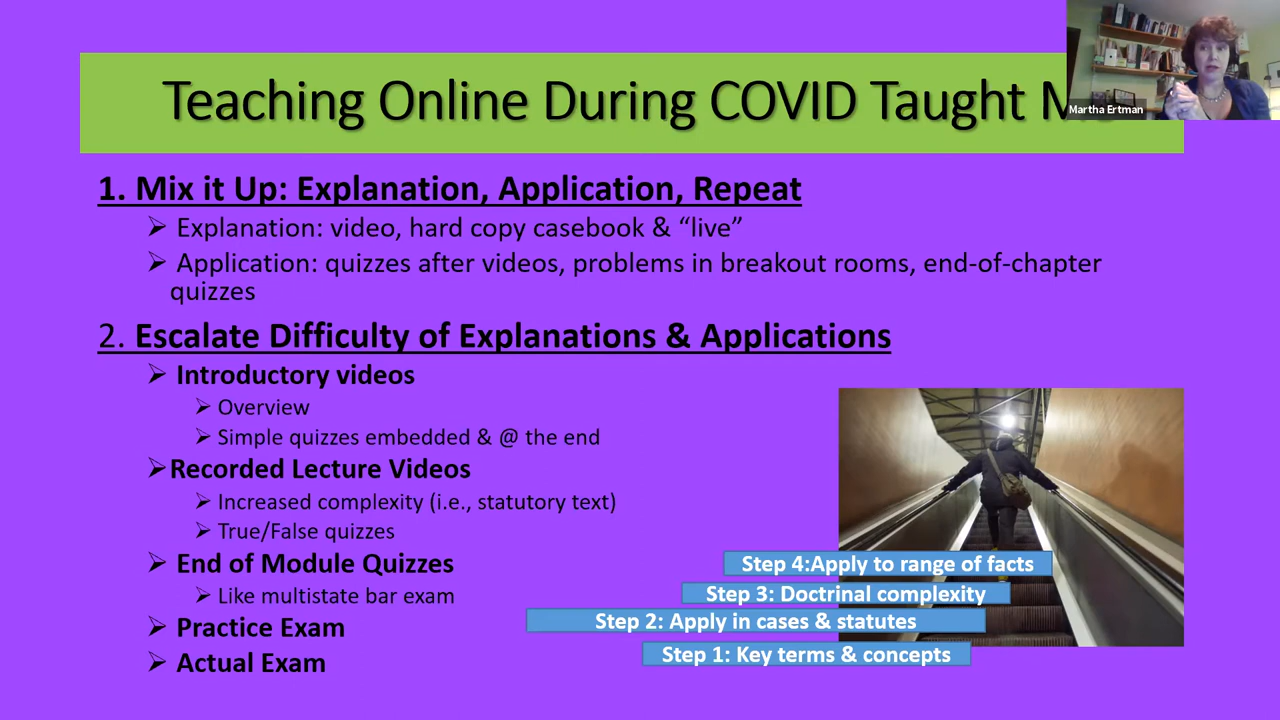 Teaching Online During COVID Taught
Martha Ertman
1. Mix it Up: Explanation, Application, Repeat
➢ Explanation: video, hard copy casebook & “live”
➢ Application: quizzes after videos, problems in breakout rooms, end-of-chapter
quizzes
2. Escalate Difficulty of Explanations & Applications
➢ Introductory videos
➢ Overview
➢ Simple quizzes embedded & @ the end
➢Recorded Lecture Videos
➢ Increased complexity (i.e., statutory text)
➢ True/False quizzes
➢ End of Module Quizzes
➢ Like multistate bar exam
➢ Practice Exam
➢ Actual Exam
Step 4:Apply to range of facts
Step 3: Doctrinal complexity
Step 2: Apply in cases & statutes
Step 1: Key terms & concepts